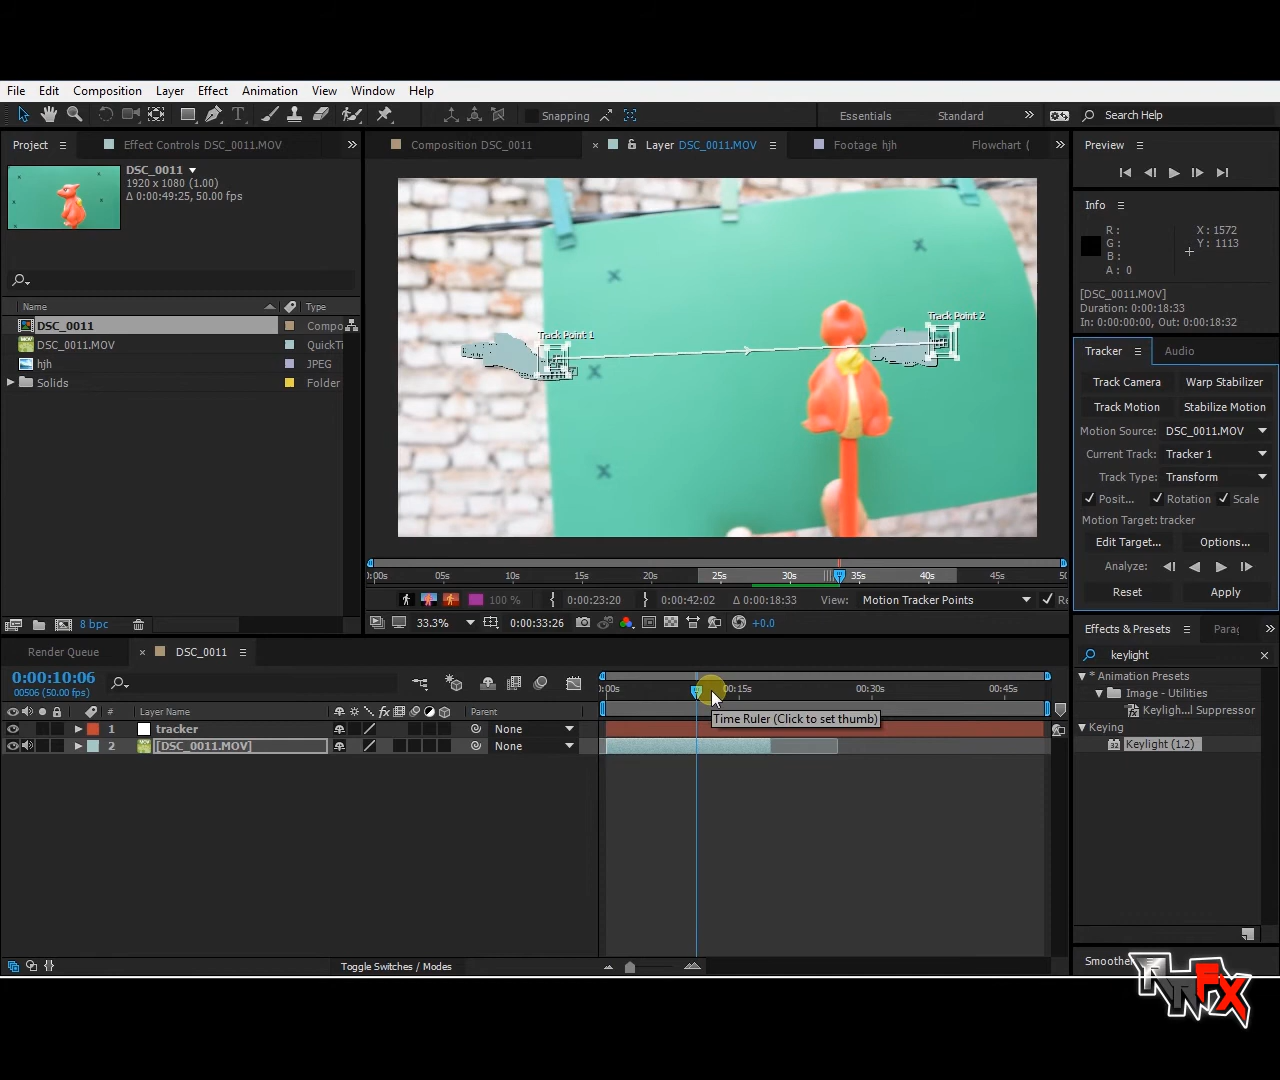 File Edit Composition Layer Effect Animation View Window Help
Snapping Essentials Standard Search Help
Project Effect Controls DSC_0011.MOV
Composition DSC_0011 Layer DSC_0011.MOV Footage hjh Flowchart (
Preview
DSC_0011
1920 x 1080 (1.00)
Δ 0:00:49:25, 50.00 fps
Info
R :
G :
B :
A : 0
X : 1572
Y : 1113
[DSC_0011.MOV]
Duration: 0:00:18:33
In: 0:00:00:00, Out: 0:00:18:32
Name Type
DSC_0011 Compo
DSC_0011.MOV QuickTi
hjh JPEG
Solids Folder
Track Point 1
Track Point 2
Tracker Audio
Track Camera Warp Stabilizer
Track Motion Stabilize Motion
Motion Source: DSC_0011.MOV
Current Track: Tracker 1
Track Type: Transform
Posit... Rotation Scale
Motion Target: tracker
Edit Target... Options...
Analyze:
Reset Apply
):00s 05s 10s 15s 20s 25s 30s 35s 40s 45s 50
100 % 0:00:23:20 0:00:42:02 Δ 0:00:18:33 View: Motion Tracker Points Re
33.3% 0:00:33:26 +0.0
8 bpc
Effects & Presets Parag
keylight
* Animation Presets
Image - Utilities
Keyligh...l Suppressor
Keying
Keylight (1.2)
Render Queue DSC_0011
0:00:10:06
00506 (50.00 fps)
):00s 00:15s 00:30s 00:45s
# Layer Name Parent
Time Ruler (Click to set thumb)
1 tracker None
2 [DSC_0011.MOV] None
Toggle Switches / Modes
Smoothe